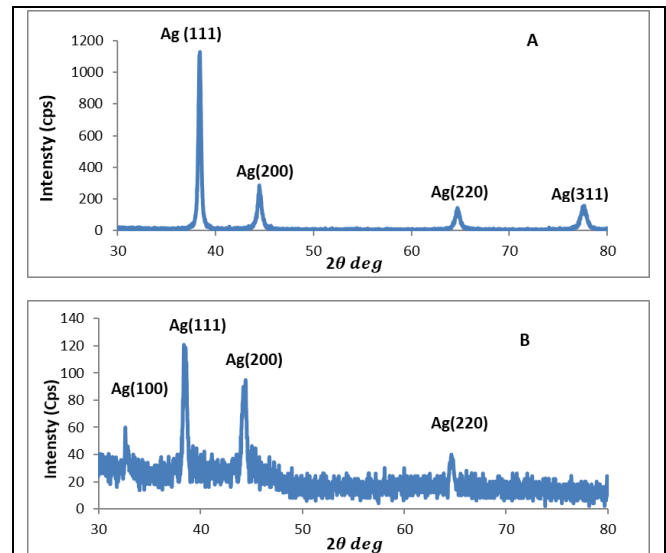 Ag (111)
A
1200
1000
800
600
400
200
0
Intensty (cps)
Ag(200)
Ag(220)
Ag(311)
30
40
50
60
70
80
2θ deg
140
120
100
80
60
40
20
0
Intensty (Cps)
Ag(111)
B
Ag(200)
Ag(100)
Ag(220)
30
40
50
60
70
80
2θ deg